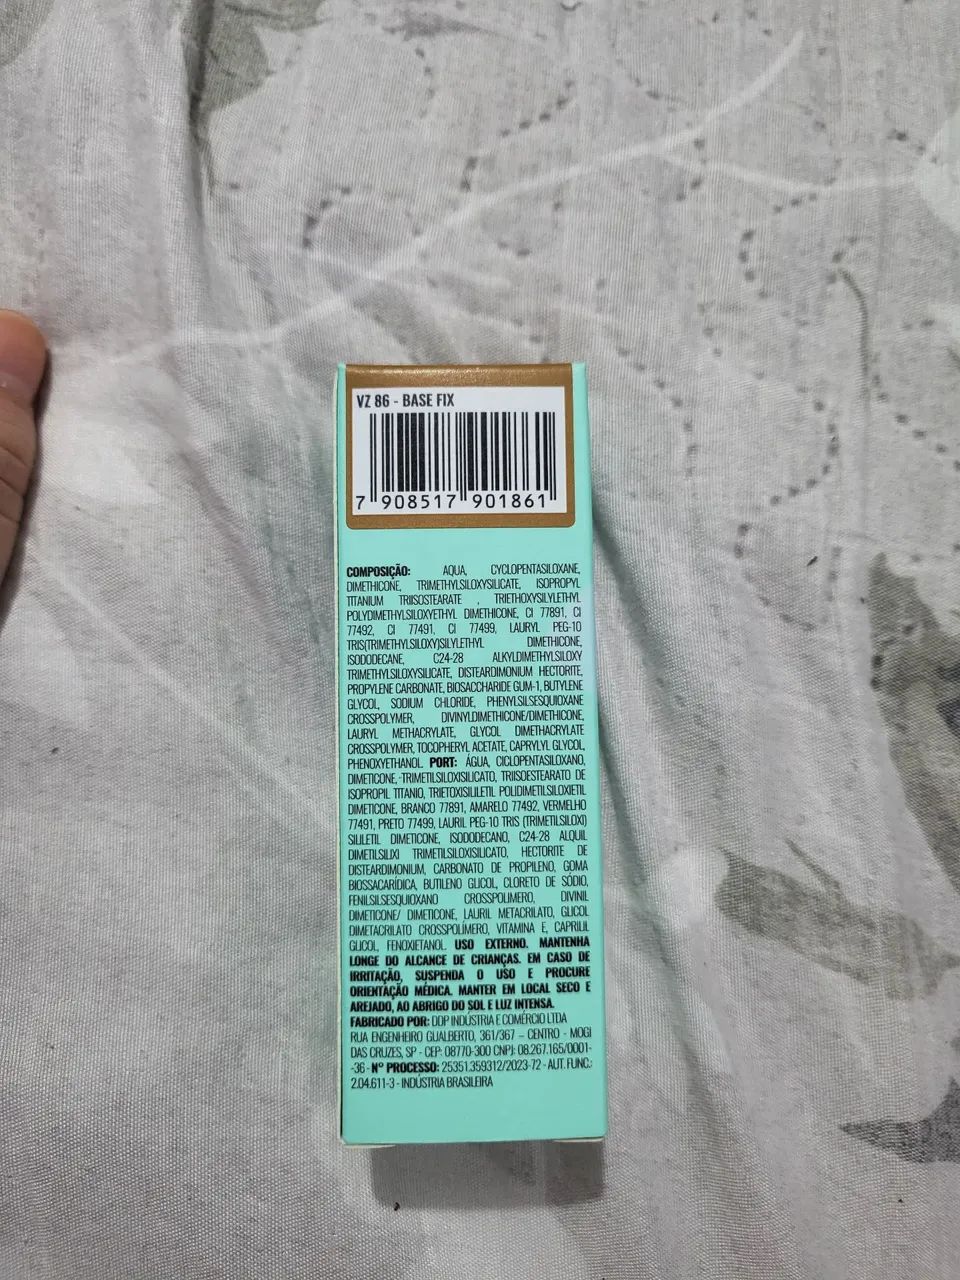 VZ 86 - BASE FIX
7 908517 901861
COMPOSIÇÃO: AQUA, CYCLOPENTASILOXANE,
DIMETHICONE, TRIMETHYLSILOXYSILICATE, ISOPROPYL
TITANIUM TRIISOSTEARATE , TRIETHOXYSILYLETHYL
POLYDIMETHYLSILOXYETHYL DIMETHICONE, CI 77891, CI
77492, CI 77491, CI 77499, LAURYL PEG-10
TRIS(TRIMETHYLSILOXY)SILYLETHYL DIMETHICONE,
ISODODECANE, C24-28 ALKYLDIMETHYLSILOXY
TRIMETHYLSILOXYSILICATE, DISTEARDIMONIUM HECTORITE,
PROPYLENE CARBONATE, BIOSACCHARIDE GUM-1, BUTYLENE
GLYCOL, SODIUM CHLORIDE, PHENYLSILSESQUIOXANE
CROSSPOLYMER, DIVINYLDIMETHICONE/DIMETHICONE,
LAURYL METHACRYLATE, GLYCOL DIMETHACRYLATE
CROSSPOLYMER, TOCOPHERYL ACETATE, CAPRYLYL GLYCOL,
PHENOXYETHANOL. PORT: ÁGUA, CICLOPENTASILOXANO,
DIMETICONE, TRIMETILSILOXISILICATO, TRIISOESTEARATO DE
ISOPROPIL TITANIO, TRIETOXISILILETIL POLIDIMETILSILOXIETIL
DIMETICONE, BRANCO 77891, AMARELO 77492, VERMELHO
77491, PRETO 77499, LAURIL PEG-10 TRIS (TRIMETILSILOXI)
SILILETIL DIMETICONE, ISODODECANO, C24-28 ALQUIL
DIMETILSILIXI TRIMETILSILOXISILICATO, HECTORITE DE
DISTEARDIMONIUM, CARBONATO DE PROPILENO, GOMA
BIOSSACARÍDICA, BUTILENO GLICOL, CLORETO DE SÓDIO,
FENILSILSESQUIOXANO CROSSPOLIMERO, DIVINIL
DIMETICONE/ DIMETICONE, LAURIL METACRILATO, GLICOL
DIMETACRILATO CROSSPOLÍMERO, VITAMINA E, CAPRILIL
GLICOL, FENOXIETANOL. USO EXTERNO. MANTENHA
LONGE DO ALCANCE DE CRIANÇAS. EM CASO DE
IRRITAÇÃO, SUSPENDA O USO E PROCURE
ORIENTAÇÃO MÉDICA. MANTER EM LOCAL SECO E
AREJADO, AO ABRIGO DO SOL E LUZ INTENSA.
FABRICADO POR: DDP INDÚSTRIA E COMÉRCIO LTDA
RUA ENGENHEIRO GUALBERTO, 361/367 – CENTRO - MOGI
DAS CRUZES, SP - CEP: 08770-300 CNPJ: 08.267.165/0001-
-36 - Nº PROCESSO: 25351.359312/2023-72 - AUT. FUNC.:
2.04.611-3 - INDÚSTRIA BRASILEIRA